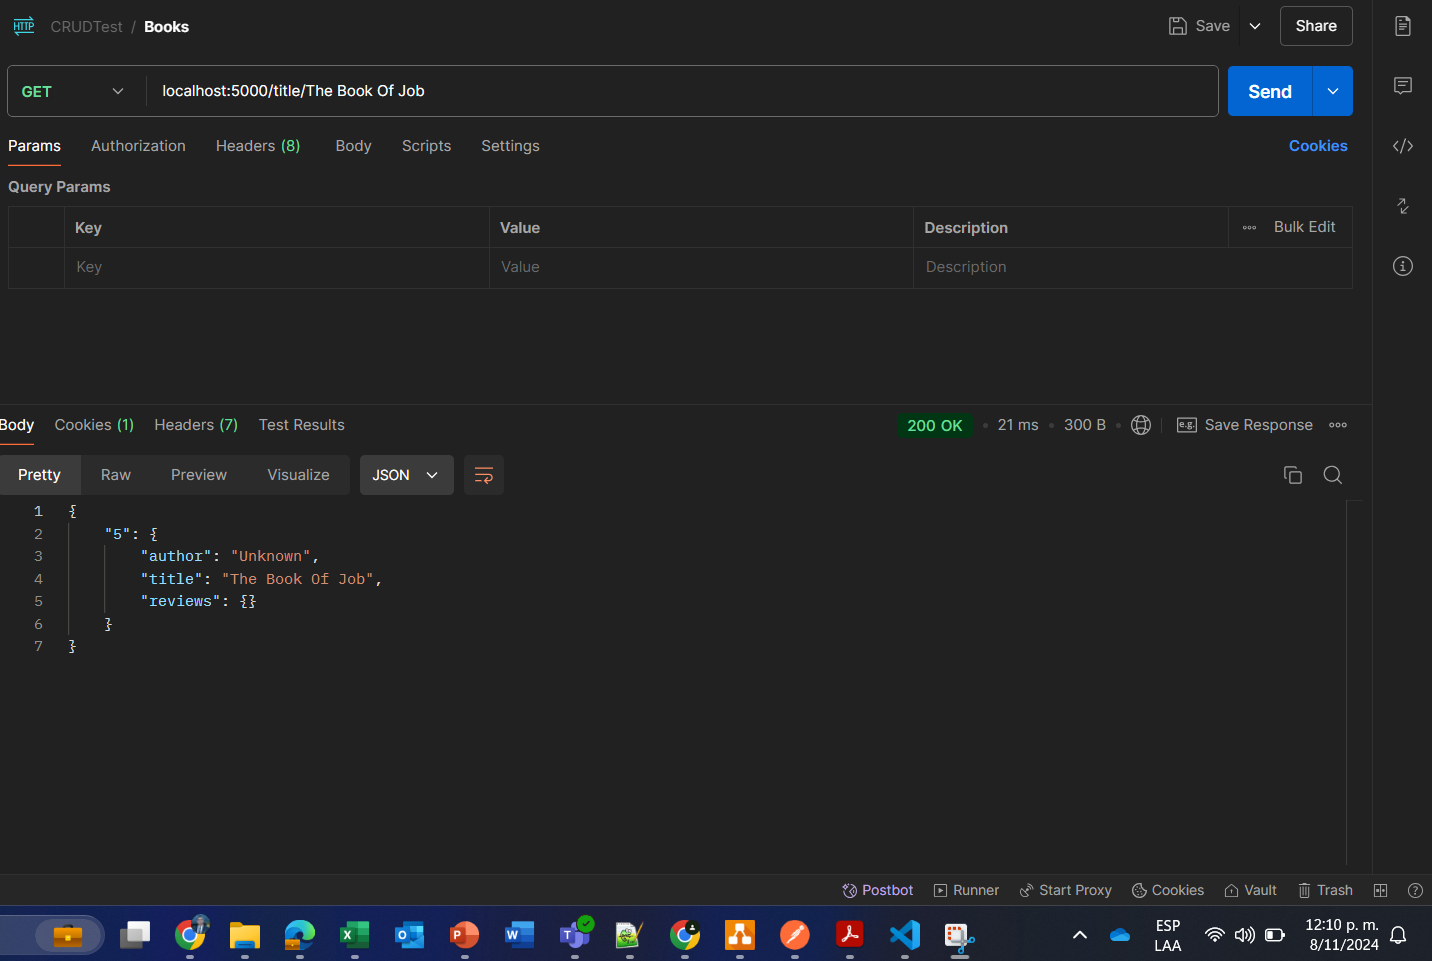 HTTP CRUDTest / Books Save Share
GET localhost:5000/title/The Book Of Job Send
Params Authorization Headers (8) Body Scripts Settings Cookies
Query Params
Key Value Description Bulk Edit
Key Value Description
Body Cookies (1) Headers (7) Test Results 200 OK 21 ms 300 B e.g. Save Response
Pretty Raw Preview Visualize JSON
1 {
2 "5": {
3 "author": "Unknown",
4 "title": "The Book Of Job",
5 "reviews": {}
6 }
7 }
Postbot Runner Start Proxy Cookies Vault Trash
ESP 12:10 p. m.
LAA 8/11/2024